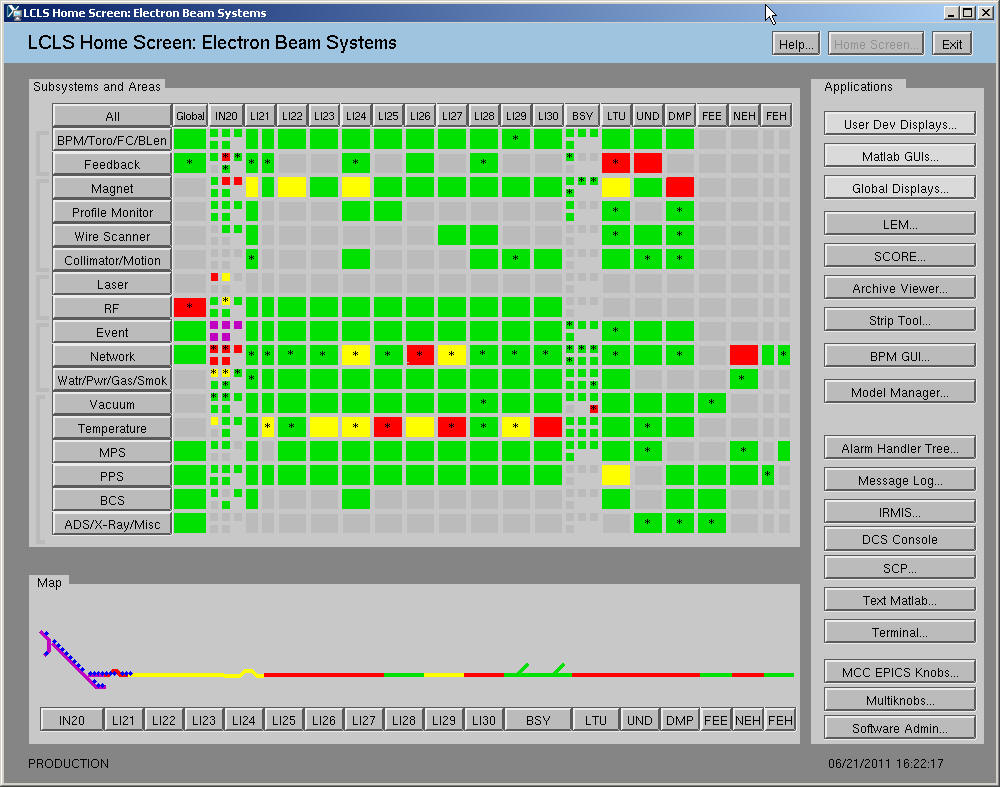 LCLS Home Screen: Electron Beam Systems
LCLS Home Screen: Electron Beam Systems
Help...
Home Screen...
Exit
Subsystems and Areas
All Global IN20 LI21 LI22 LI23 LI24 LI25 LI26 LI27 LI28 LI29 LI30 BSY LTU UND DMP FEE NEH FEH
BPM/Toro/FC/BLen
Feedback
Magnet
Profile Monitor
Wire Scanner
Collimator/Motion
Laser
RF
Event
Network
Watr/Pwr/Gas/Smok
Vacuum
Temperature
MPS
PPS
BCS
ADS/X-Ray/Misc
Map
IN20 LI21 LI22 LI23 LI24 LI25 LI26 LI27 LI28 LI29 LI30 BSY LTU UND DMP FEE NEH FEH
Applications
User Dev Displays...
Matlab GUIs...
Global Displays...
LEM...
SCORE...
Archive Viewer...
Strip Tool...
BPM GUI...
Model Manager...
Alarm Handler Tree...
Message Log...
IRMIS...
DCS Console
SCP...
Text Matlab...
Terminal...
MCC EPICS Knobs...
Multiknobs...
Software Admin...
PRODUCTION
06/21/2011 16:22:17